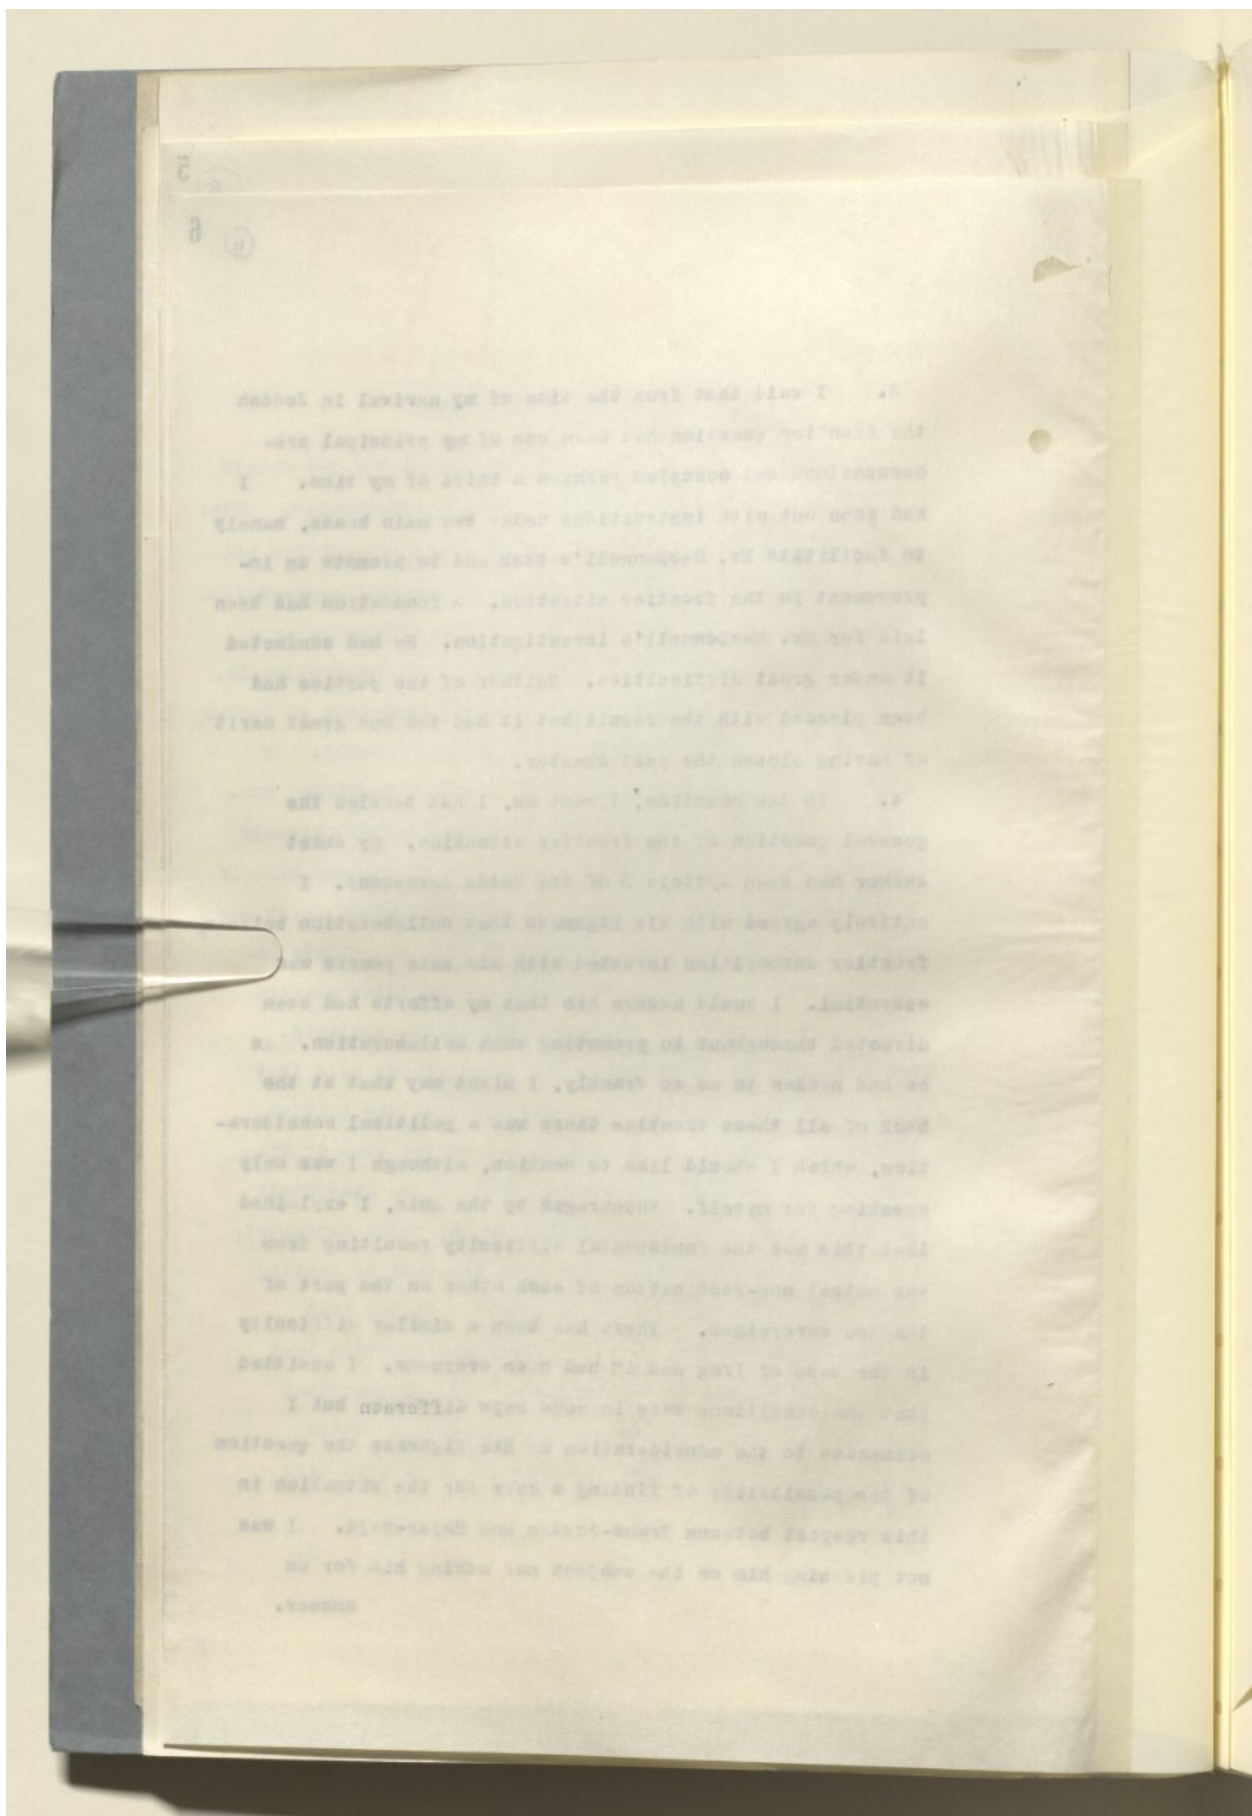 5
6
6
3. I said that from the time of my arrival in Jeddah
the frontier question has been one of my principal pre-
occupations and occupied perhaps a third of my time. I
had gone out with instructions under two main heads, namely
to facilitate Mr. MacDonnell's task and to promote an im-
provement in the frontier situation. A foundation had been
laid for Mr. MacDonnell's investigation. He had conducted
it under great difficulties. Neither of the parties had
been pleased with the result but it had the one great merit
of having closed the past chapter.
4. In the meantime, I went on, I had tackled the
general question of the frontier situation. My sheet
anchor had been Article 3 of the Hadda agreement. I
entirely agreed with His Highness that collaboration
frontier authorities invested with adequate powers was
essential. I could assure him that my efforts had been
directed throughout to promoting such collaboration. As
he had spoken to me so frankly, I might say that at the
back of all these troubles there was a political considera-
tion, which I should like to mention, although I was only
speaking for myself. Encouraged by the Amir, I explained
that this was the fundamental difficulty resulting from
the mutual non-recognition of each other on the part of
the two sovereigns. There has been a similar difficulty
in the case of Iraq and it had been overcome. I admitted
that the conditions were in some ways different but I
commended to the consideration of His Highness the question
of the possibility of finding a cure for the situation in
this respect between Trans-Jordan and Hejaz-Nejd. I was
not pressing him on the subject nor asking him for an
answer.